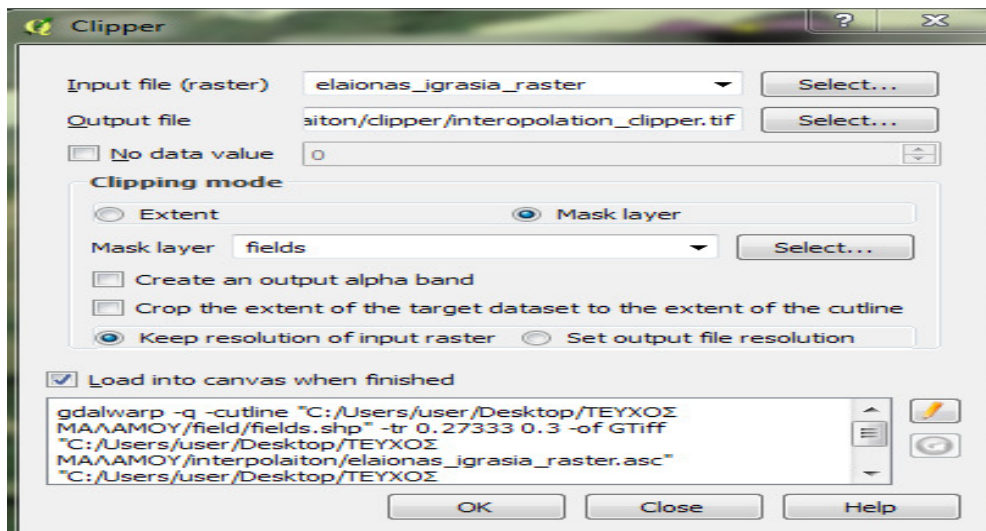 Clipper
Input file (raster) elaionas_igrasia_raster Select...
Output file aiton/clipper/interopolation_clipper.tif Select...
No data value 0
Clipping mode
Extent Mask layer
Mask layer fields Select...
Create an output alpha band
Crop the extent of the target dataset to the extent of the cutline
Keep resolution of input raster Set output file resolution
Load into canvas when finished
gdalwarp -q -cutline "C:/Users/user/Desktop/ΤΕΥΧΟΣ
ΜΑΛΑΜΟΥ/field/fields.shp" -tr 0.27333 0.3 -of GTiff
"C:/Users/user/Desktop/ΤΕΥΧΟΣ
ΜΑΛΑΜΟΥ/interpolaiton/elaionas_igrasia_raster.asc"
"C:/Users/user/Desktop/ΤΕΥΧΟΣ
OK Close Help